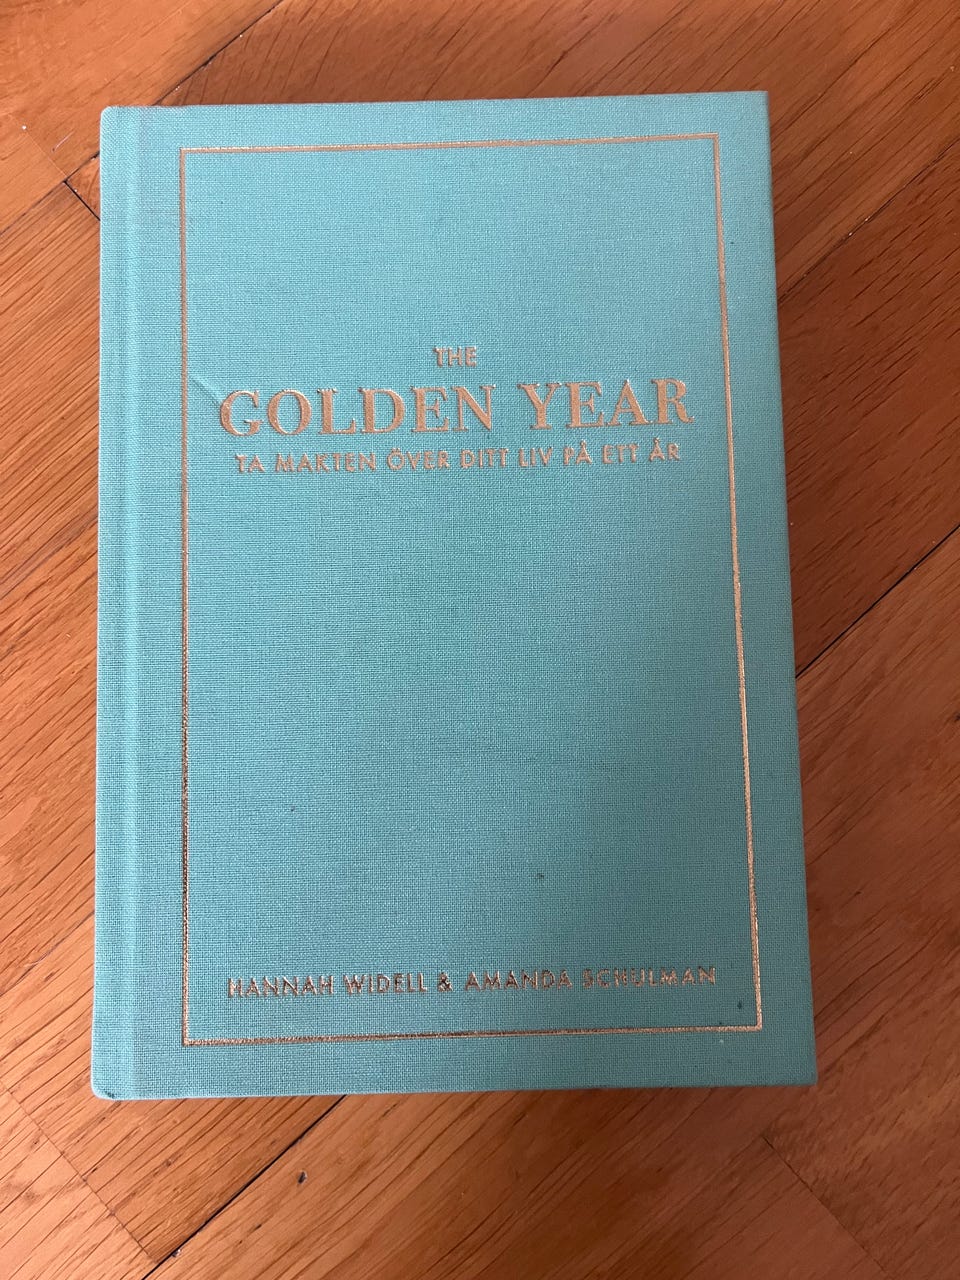 THE
GOLDEN YEAR
TA MAKTEN ÖVER DITT LIV PÅ ETT ÅR
HANNAH WIDELL & AMANDA SCHULMAN